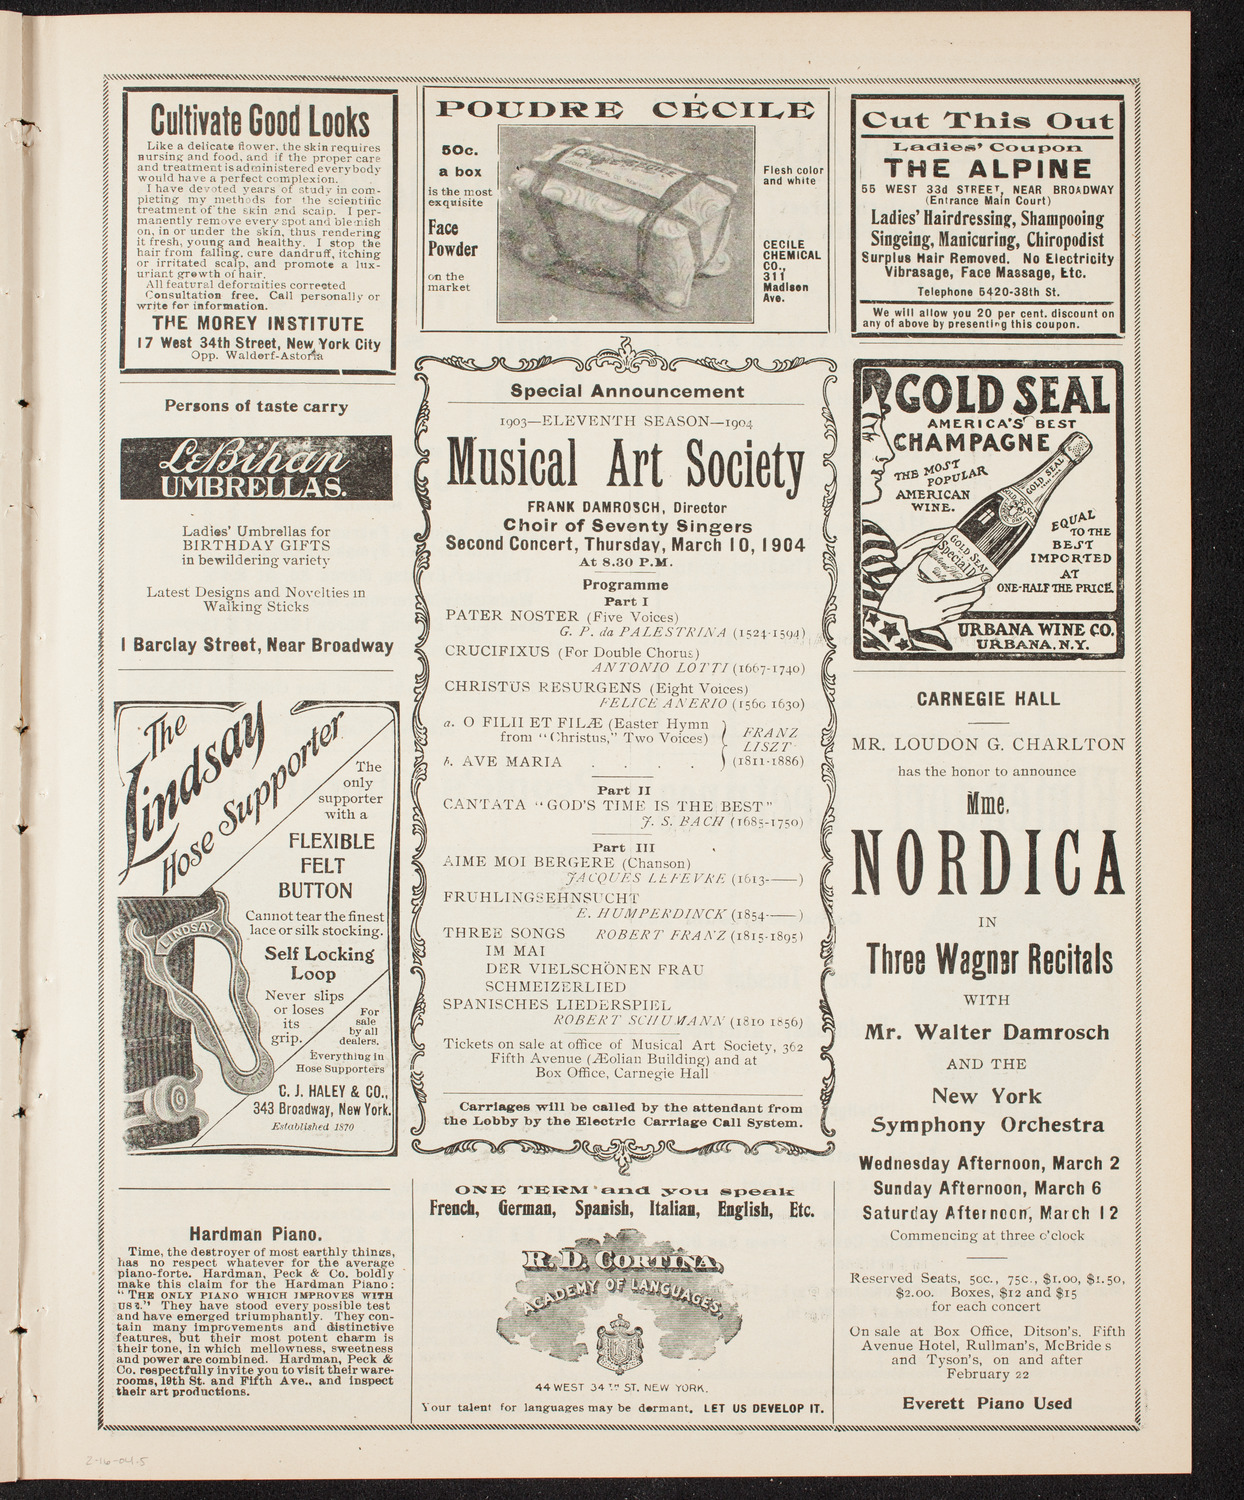 Cultivate Good Looks
Like a delicate flower, the skin requires
nursing and food, and if the proper care
and treatment is administered everybody
would have a perfect complexion.
I have devoted years of study in com-
pleting my methods for the scientific
treatment of the skin and scalp. I per-
manently remove every spot and blemish
on, in or under the skin, thus rendering
it fresh, young and healthy. I stop the
hair from falling, cure dandruff, itching
or irritated scalp, and promote a lux-
uriant growth of hair.
All featural deformities corrected
Consultation free. Call personally or
write for information.
THE MOREY INSTITUTE
17 West 34th Street, New York City
Opp. Waldorf-Astoria
Persons of taste carry
LeBihan
UMBRELLAS.
Ladies' Umbrellas for
BIRTHDAY GIFTS
in bewildering variety
Latest Designs and Novelties in
Walking Sticks
1 Barclay Street, Near Broadway
The
Lindsay
Hose Supporter
The
only
supporter
with a
FLEXIBLE
FELT
BUTTON
Cannot tear the finest
lace or silk stocking.
Self Locking
Loop
Never slips
or loses
its
grip.
For
sale
by all
dealers.
Everything in
Hose Supporters
C. J. HALEY & CO.,
343 Broadway, New York.
Established 1870
LINDSAY
Hardman Piano.
Time, the destroyer of most earthly things,
has no respect whatever for the average
piano-forte. Hardman, Peck & Co. boldly
make this claim for the Hardman Piano:
"THE ONLY PIANO WHICH IMPROVES WITH
USE." They have stood every possible test
and have emerged triumphantly. They con-
tain many improvements and distinctive
features, but their most potent charm is
their tone, in which mellowness, sweetness
and power are combined. Hardman, Peck &
Co. respectfully invite you to visit their ware-
rooms, 19th St. and Fifth Ave., and inspect
their art productions.
POUDRE CÉCILE
50c.
a box
is the most
exquisite
Face
Powder
on the
market
Flesh color
and white
CECILE
CHEMICAL
CO.,
311
Madison
Ave.
Special Announcement
1903—ELEVENTH SEASON—1904
Musical Art Society
FRANK DAMROSCH, Director
Choir of Seventy Singers
Second Concert, Thursday, March 10, 1904
At 8.30 P.M.
Programme
Part I
PATER NOSTER (Five Voices)
G. P. da PALESTRINA (1524-1594)
CRUCIFIXUS (For Double Chorus)
ANTONIO LOTTI (1667-1740)
CHRISTUS RESURGENS (Eight Voices)
FELICE ANERIO (1560 1630)
a. O FILII ET FILÆ (Easter Hymn
from "Christus," Two Voices)
b. AVE MARIA . . . .
FRANZ
LISZT
(1811-1886)
Part II
CANTATA "GOD'S TIME IS THE BEST"
J. S. BACH (1685-1750)
Part III
AIME MOI BERGERE (Chanson)
JACQUES LEFEVRE (1613-——)
FRUHLINGSEHNSUCHT
E. HUMPERDINCK (1854-—— )
THREE SONGS ROBERT FRANZ (1815-1895)
IM MAI
DER VIELSCHÖNEN FRAU
SCHMEIZERLIED
SPANISCHES LIEDERSPIEL
ROBERT SCHUMANN (1810 1856)
Tickets on sale at office of Musical Art Society, 362
Fifth Avenue (Æolian Building) and at
Box Office, Carnegie Hall
Carriages will be called by the attendant from
the Lobby by the Electric Carriage Call System.
ONE TERM and you speak
French, German, Spanish, Italian, English, Etc.
R. D. CORTINA,
ACADEMY OF LANGUAGES,
44 WEST 34TH ST. NEW YORK.
Your talent for languages may be dormant. LET US DEVELOP IT.
Cut This Out
Ladies' Coupon
THE ALPINE
55 WEST 33d STREET, NEAR BROADWAY
(Entrance Main Court)
Ladies' Hairdressing, Shampooing
Singeing, Manicuring, Chiropodist
Surplus Hair Removed. No Electricity
Vibrasage, Face Massage, Etc.
Telephone 5420-38th St.
We will allow you 20 per cent. discount on
any of above by presenting this coupon.
GOLD SEAL
AMERICA'S BEST
CHAMPAGNE
THE MOST
POPULAR
AMERICAN
WINE.
GOLD SEAL
GOLD SEAL
Special Dry
EQUAL
TO THE
BEST
IMPORTED
AT
ONE-HALF THE PRICE.
URBANA WINE CO.
URBANA, N.Y.
CARNEGIE HALL
MR. LOUDON G. CHARLTON
has the honor to announce
Mme.
NORDICA
IN
Three Wagner Recitals
WITH
Mr. Walter Damrosch
AND THE
New York
Symphony Orchestra
Wednesday Afternoon, March 2
Sunday Afternoon, March 6
Saturday Afternoon, March 12
Commencing at three o'clock
Reserved Seats, 50c., 75c., $1.00, $1.50,
$2.00. Boxes, $12 and $15
for each concert
On sale at Box Office, Ditson's, Fifth
Avenue Hotel, Rullman's, McBride s
and Tyson's, on and after
February 22
Everett Piano Used
2-16-04.5